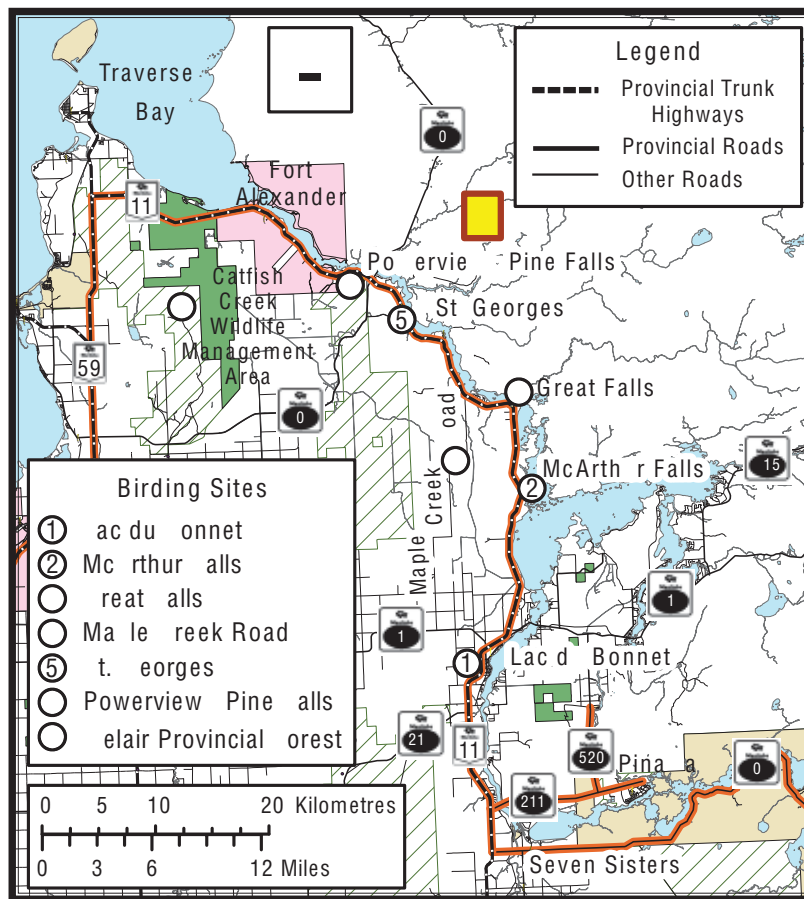 Traverse
Bay
Legend
Provincial Trunk
Highways
Provincial Roads
Other Roads
0
Fort
Alexander
11
Po ervie Pine Falls
Catfish
Creek
Wildlife
Management
Area
St Georges
5
59
0
Great Falls
Maple Creek oad
McArth r Falls
15
2
Birding Sites
1 ac du onnet
2 Mc rthur alls
reat alls
Ma le reek Road
5 t. eorges
Powerview Pine alls
elair Provincial orest
1
1
1
Lac d Bonnet
21
11
520
Pina a
0
211
0 5 10 20 Kilometres
0 3 6 12 Miles
Seven Sisters